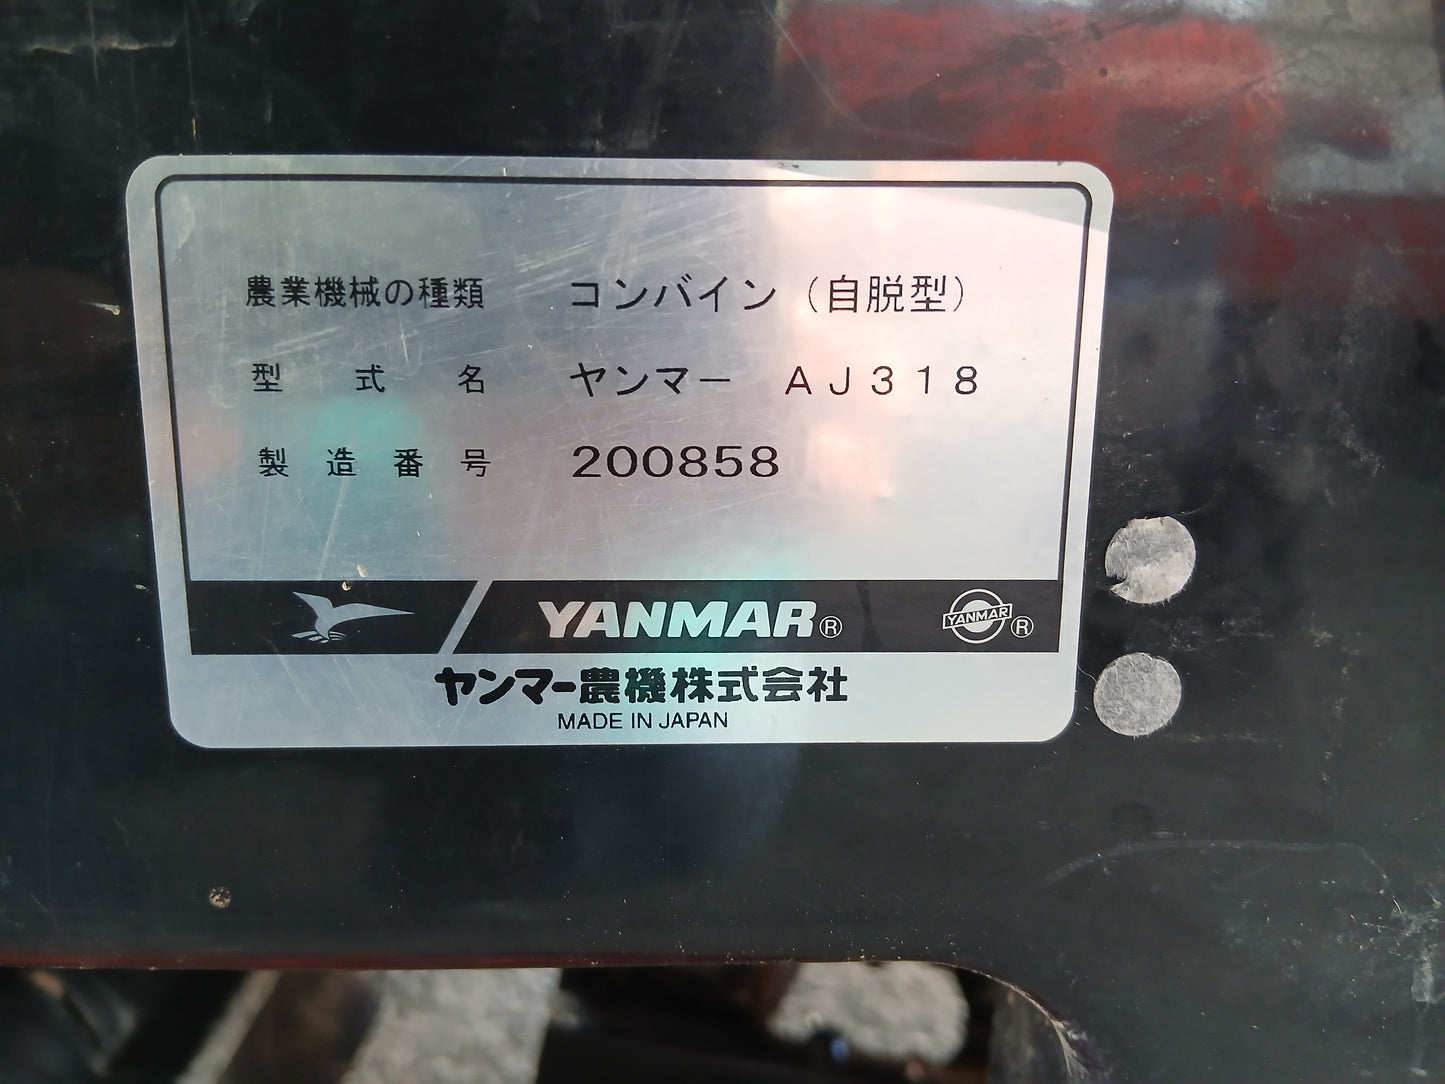 農業機械の種類 コンバイン（自脱型）
型式名 ヤンマー AJ318
製造番号 200858
YANMAR® YANMAR®
ヤンマー農機株式会社
MADE IN JAPAN